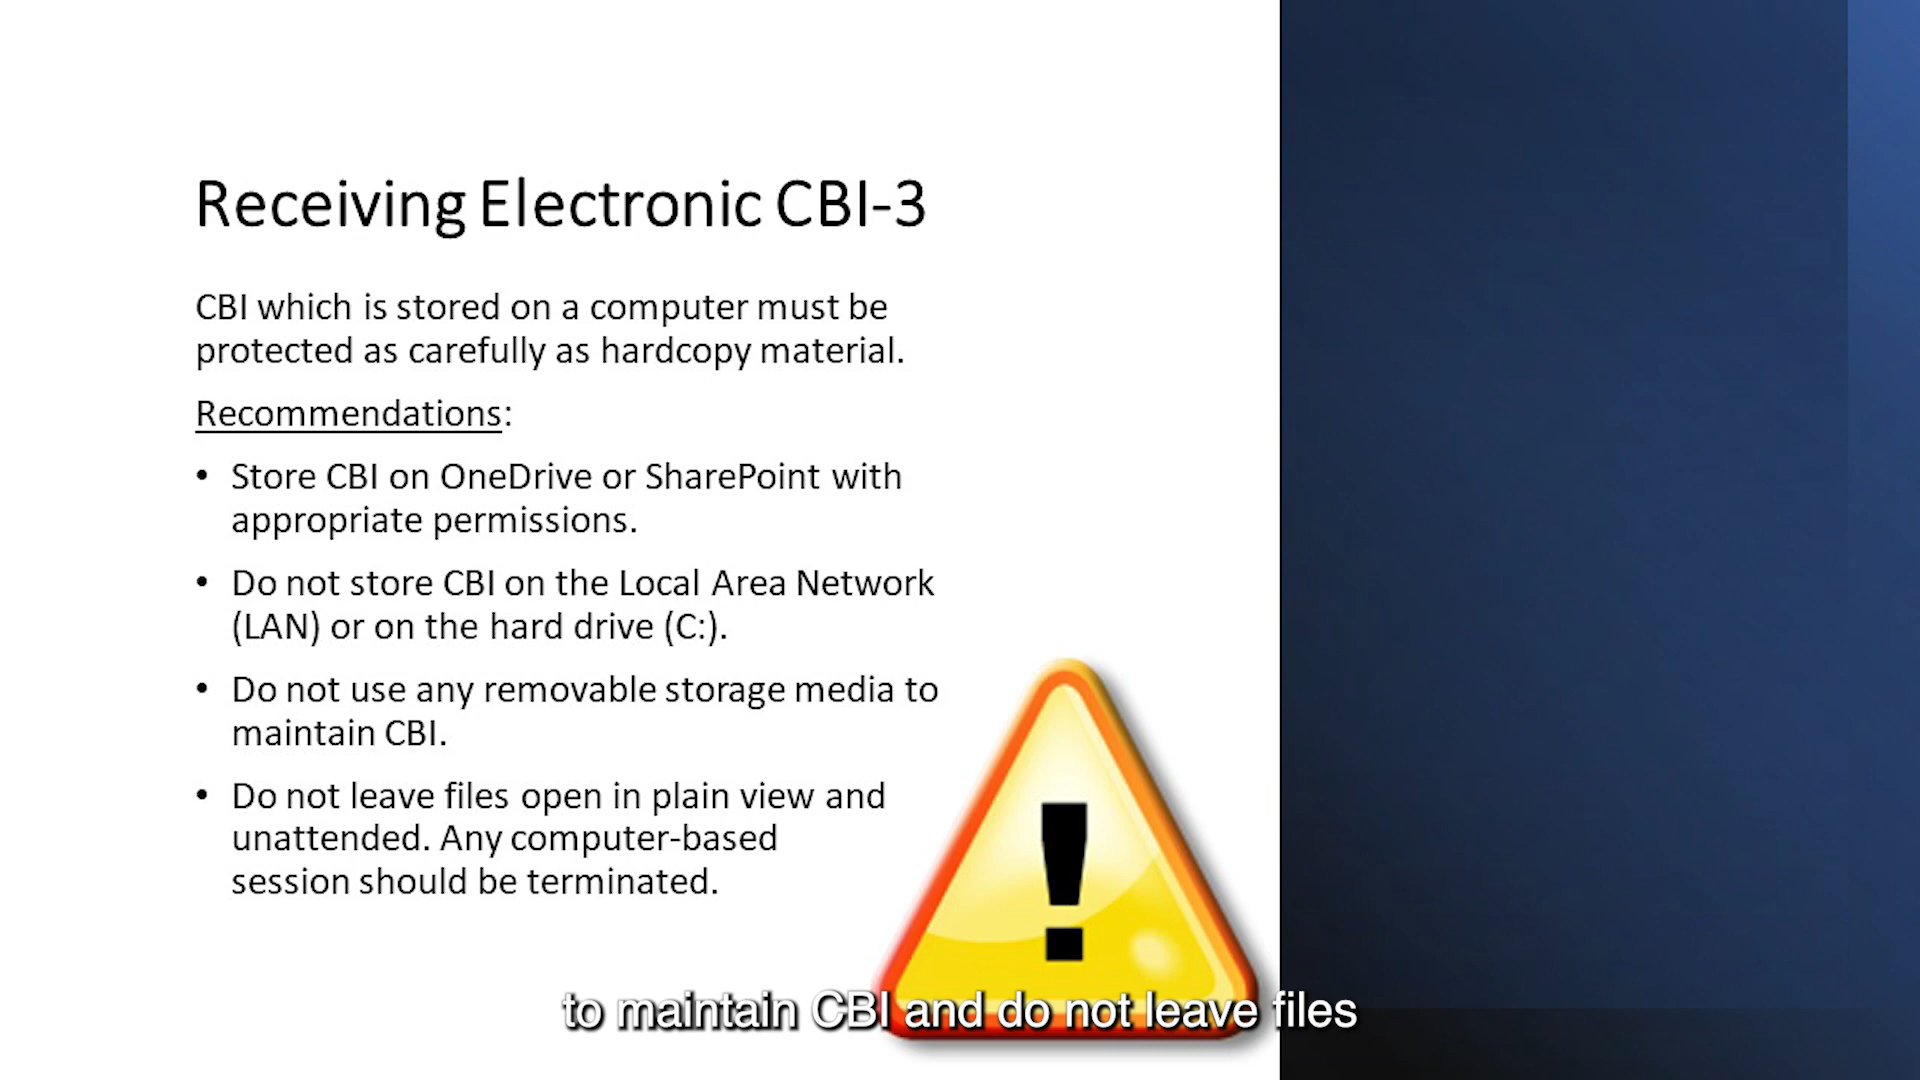 Receiving Electronic CBI-3
CBI which is stored on a computer must be
protected as carefully as hardcopy material.
Recommendations:
• Store CBI on OneDrive or SharePoint with
appropriate permissions.
• Do not store CBI on the Local Area Network
(LAN) or on the hard drive (C:).
• Do not use any removable storage media to
maintain CBI.
• Do not leave files open in plain view and
unattended. Any computer-based
session should be terminated.
!
to maintain CBI and do not leave files